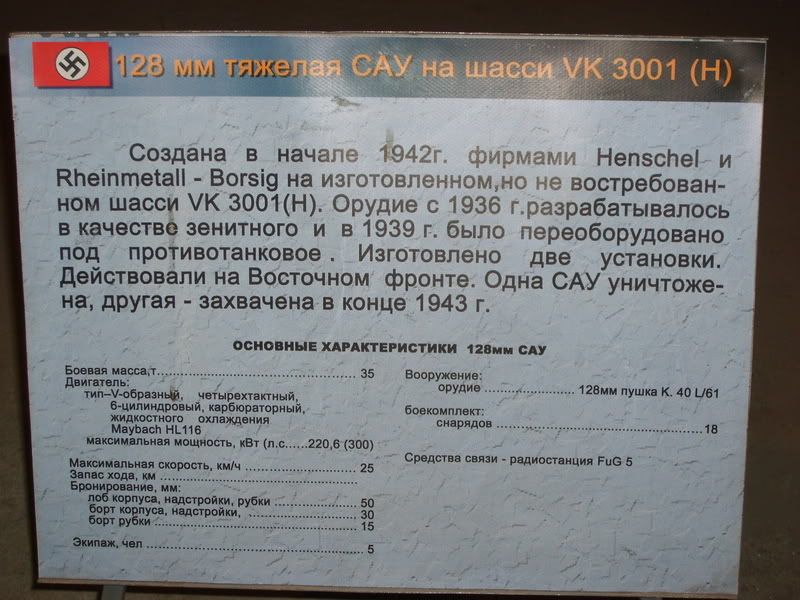 128 мм тяжелая САУ на шасси VK 3001 (H)
Создана в начале 1942г. фирмами Henschel и
Rheinmetall - Borsig на изготовленном,но не востребован-
ном шасси VK 3001(H). Орудие с 1936 г.разрабатывалось
в качестве зенитного и в 1939 г. было переоборудовано
под противотанковое . Изготовлено две установки.
Действовали на Восточном фронте. Одна САУ уничтоже-
на, другая - захвачена в конце 1943 г.
ОСНОВНЫЕ ХАРАКТЕРИСТИКИ 128мм САУ
Боевая масса,т.................................................. 35
Двигатель:
тип–V-образный, четырехтактный,
6-цилиндровый, карбюраторный,
жидкостного охлаждения
Maybach HL116
максимальная мощность, кВт (л.с......220,6 (300)
Максимальная скорость, км/ч .............................. 25
Запас хода, км ..................................................
Бронирование, мм:
лоб корпуса, надстройки, рубки ...................... 50
борт корпуса, надстройки, ............................. 30
борт рубки .................................................... 15
Экипаж, чел ...................................................... 5
Вооружение:
орудие ......................... 128мм пушка K. 40 L/61
боекомплект:
снарядов ...................................................... 18
Средства связи - радиостанция FuG 5